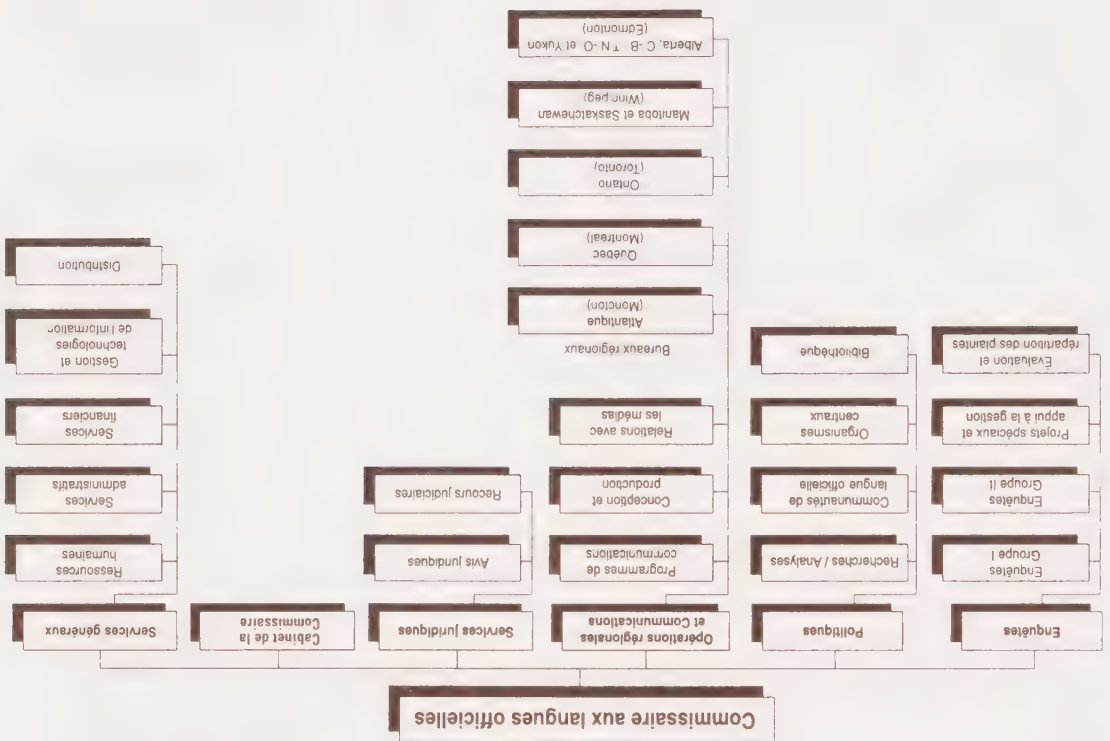 Commissaire aux langues officielles
Enquêtes
Enquêtes
Groupe I
Enquêtes
Groupe II
Projets spéciaux et
appui à la gestion
Évaluation et
répartition des plaintes
Politiques
Recherches / Analyses
Communautés de
langue officielle
Organismes
centraux
Bibliothèque
Opérations régionales
et Communications
Programmes de
communications
Conception et
production
Relations avec
les médias
Bureaux régionaux
Atlantique
(Moncton)
Québec
(Montréal)
Ontario
(Toronto)
Manitoba et Saskatchewan
(Winnipeg)
Alberta, C -B T N -O et Yukon
(Edmonton)
Services juridiques
Avis juridiques
Recours judiciaires
Cabinet de la
Commissaire
Services généraux
Ressources
humaines
Services
administratifs
Services
financiers
Gestion et
technologies
de l'information
Distribution